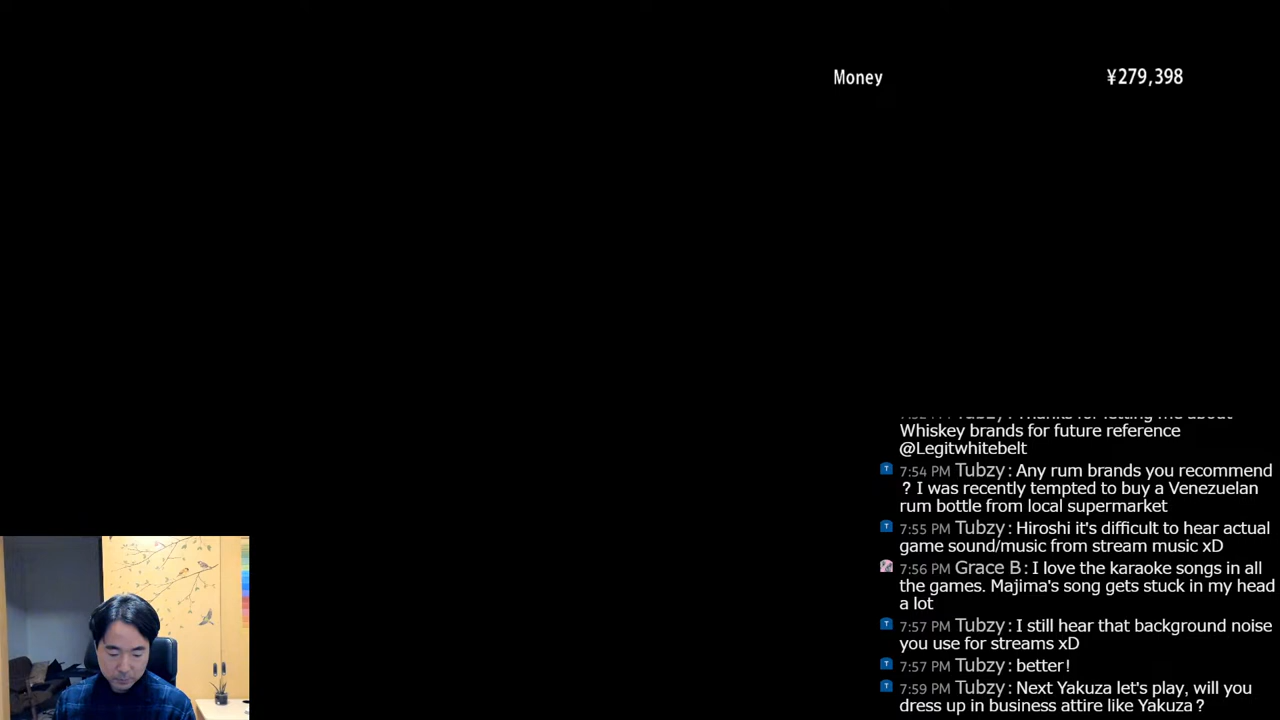 Money ¥279,398
Whiskey brands for future reference
@Legitwhitebelt
T 7:54 PM Tubzy: Any rum brands you recommend
? I was recently tempted to buy a Venezuelan
rum bottle from local supermarket
T 7:55 PM Tubzy: Hiroshi it's difficult to hear actual
game sound/music from stream music xD
7:56 PM Grace B: I love the karaoke songs in all
the games. Majima's song gets stuck in my head
a lot
T 7:57 PM Tubzy: I still hear that background noise
you use for streams xD
T 7:57 PM Tubzy: better!
T 7:59 PM Tubzy: Next Yakuza let's play, will you
dress up in business attire like Yakuza?